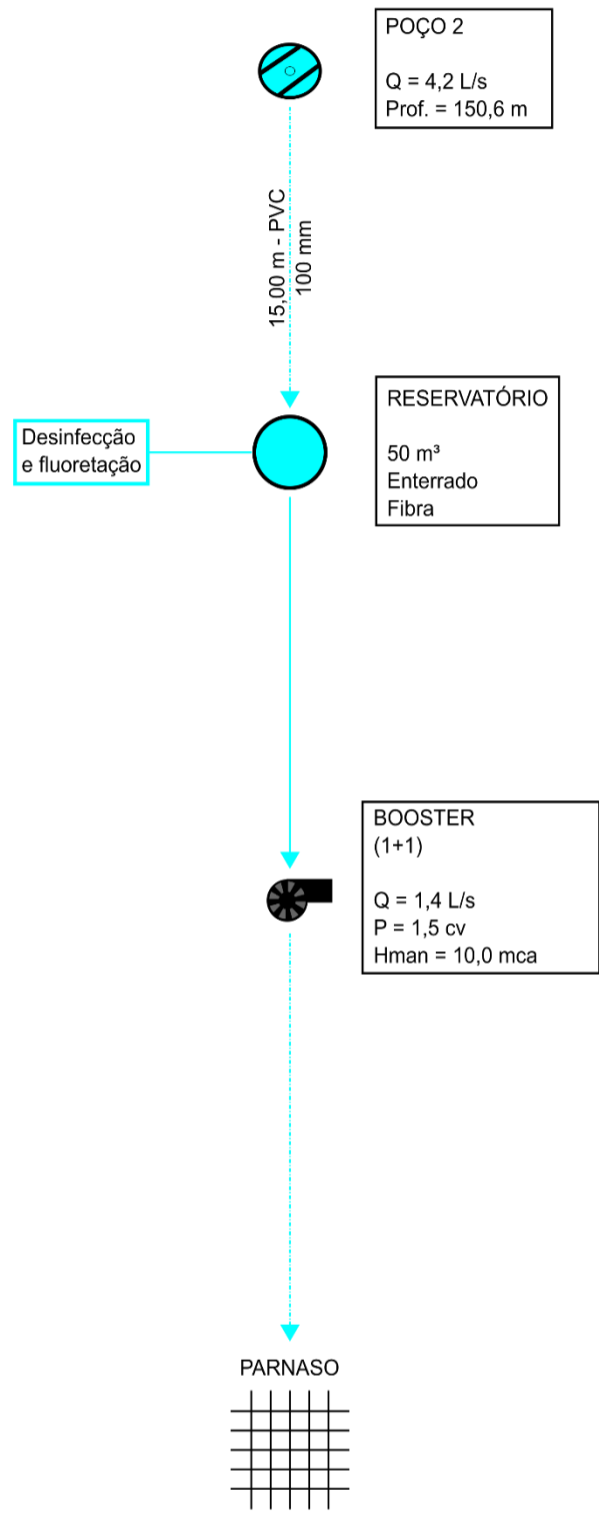 POÇO 2
Q = 4,2 L/s
Prof. = 150,6 m
15,00 m - PVC
100 mm
Desinfecção
e fluoretação
RESERVATÓRIO
50 m³
Enterrado
Fibra
BOOSTER
(1+1)
Q = 1,4 L/s
P = 1,5 cv
Hman = 10,0 mca
PARNASO